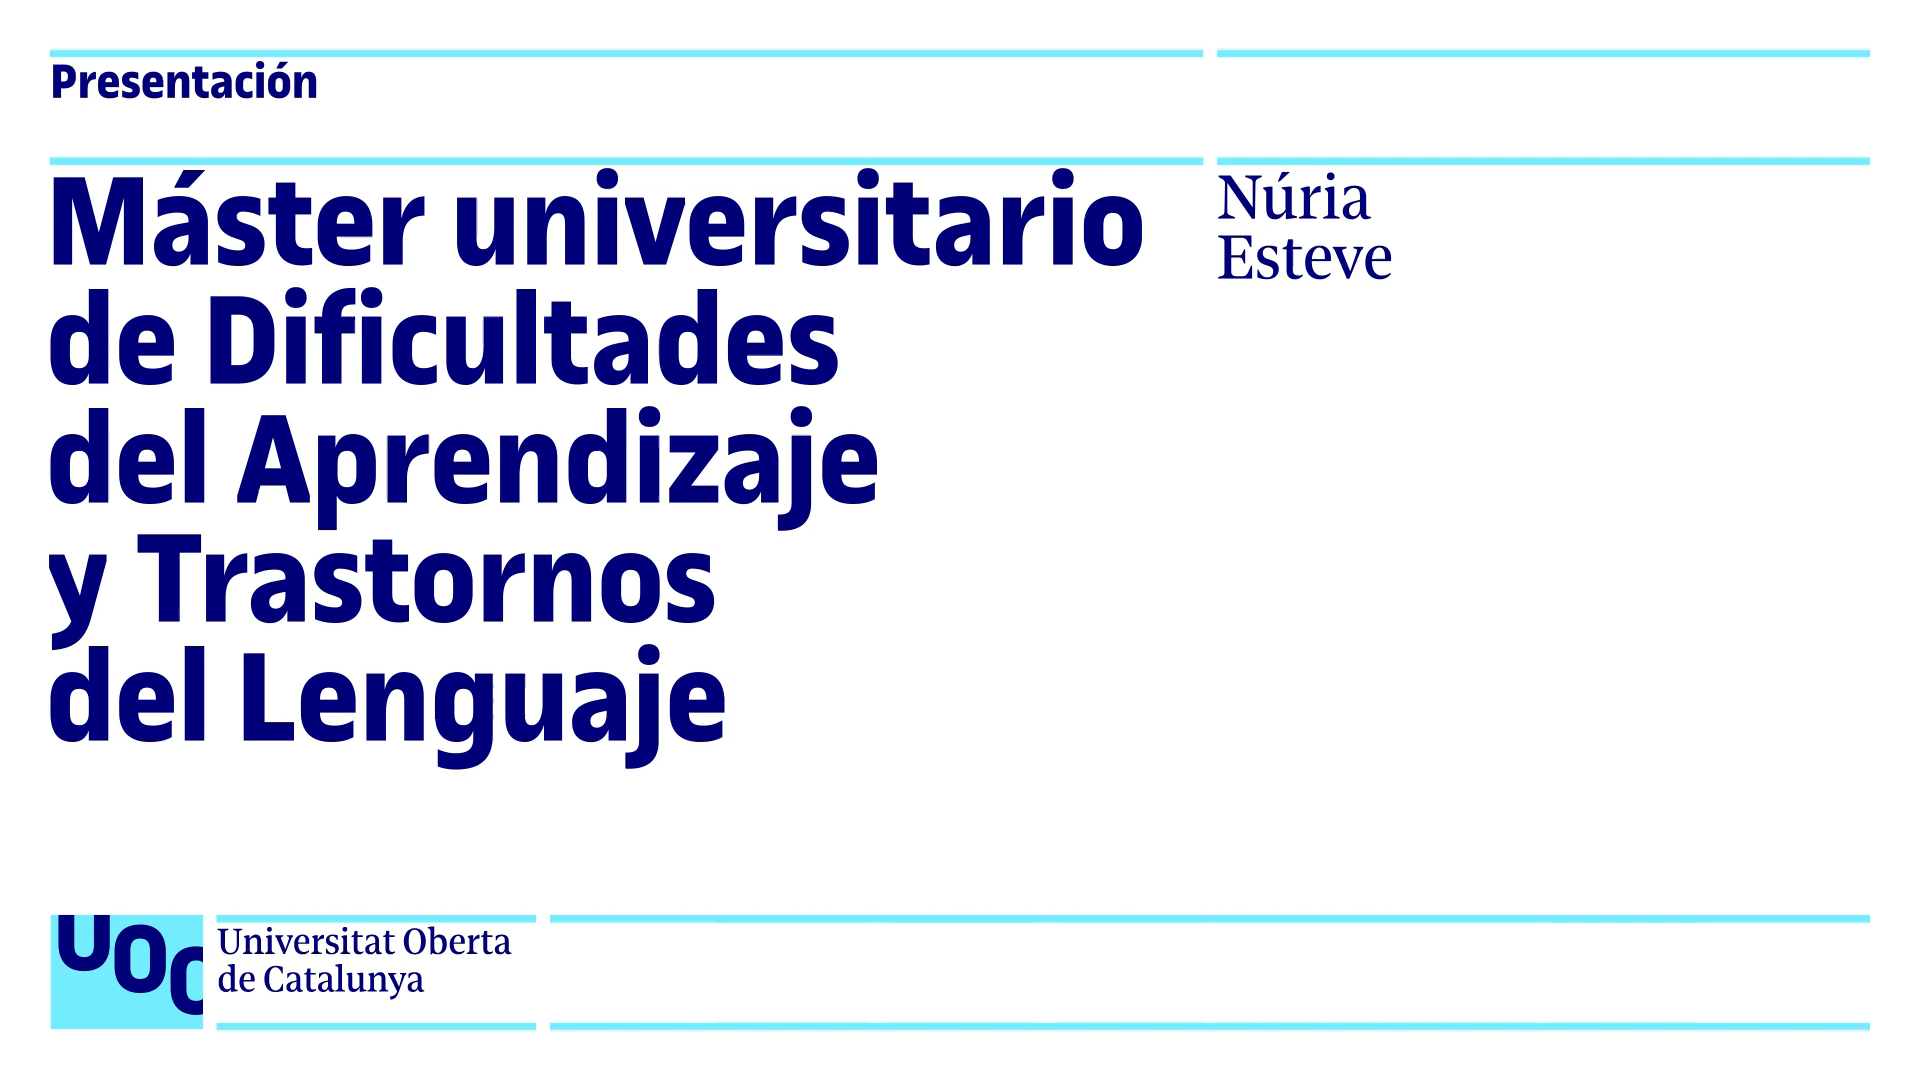 Presentación
Máster universitario
de Dificultades
del Aprendizaje
y Trastornos
del Lenguaje
Núria
Esteve
UOC
Universitat Oberta
de Catalunya